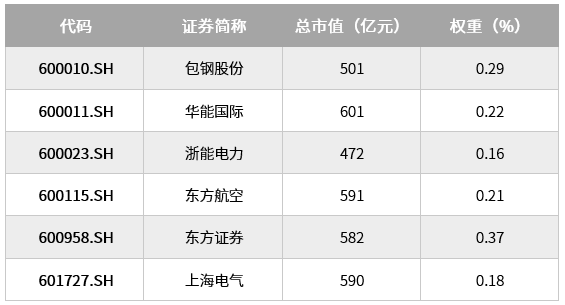 代码 证券简称 总市值（亿元） 权重（%）
600010.SH 包钢股份 501 0.29
600011.SH 华能国际 601 0.22
600023.SH 浙能电力 472 0.16
600115.SH 东方航空 591 0.21
600958.SH 东方证券 582 0.37
601727.SH 上海电气 590 0.18